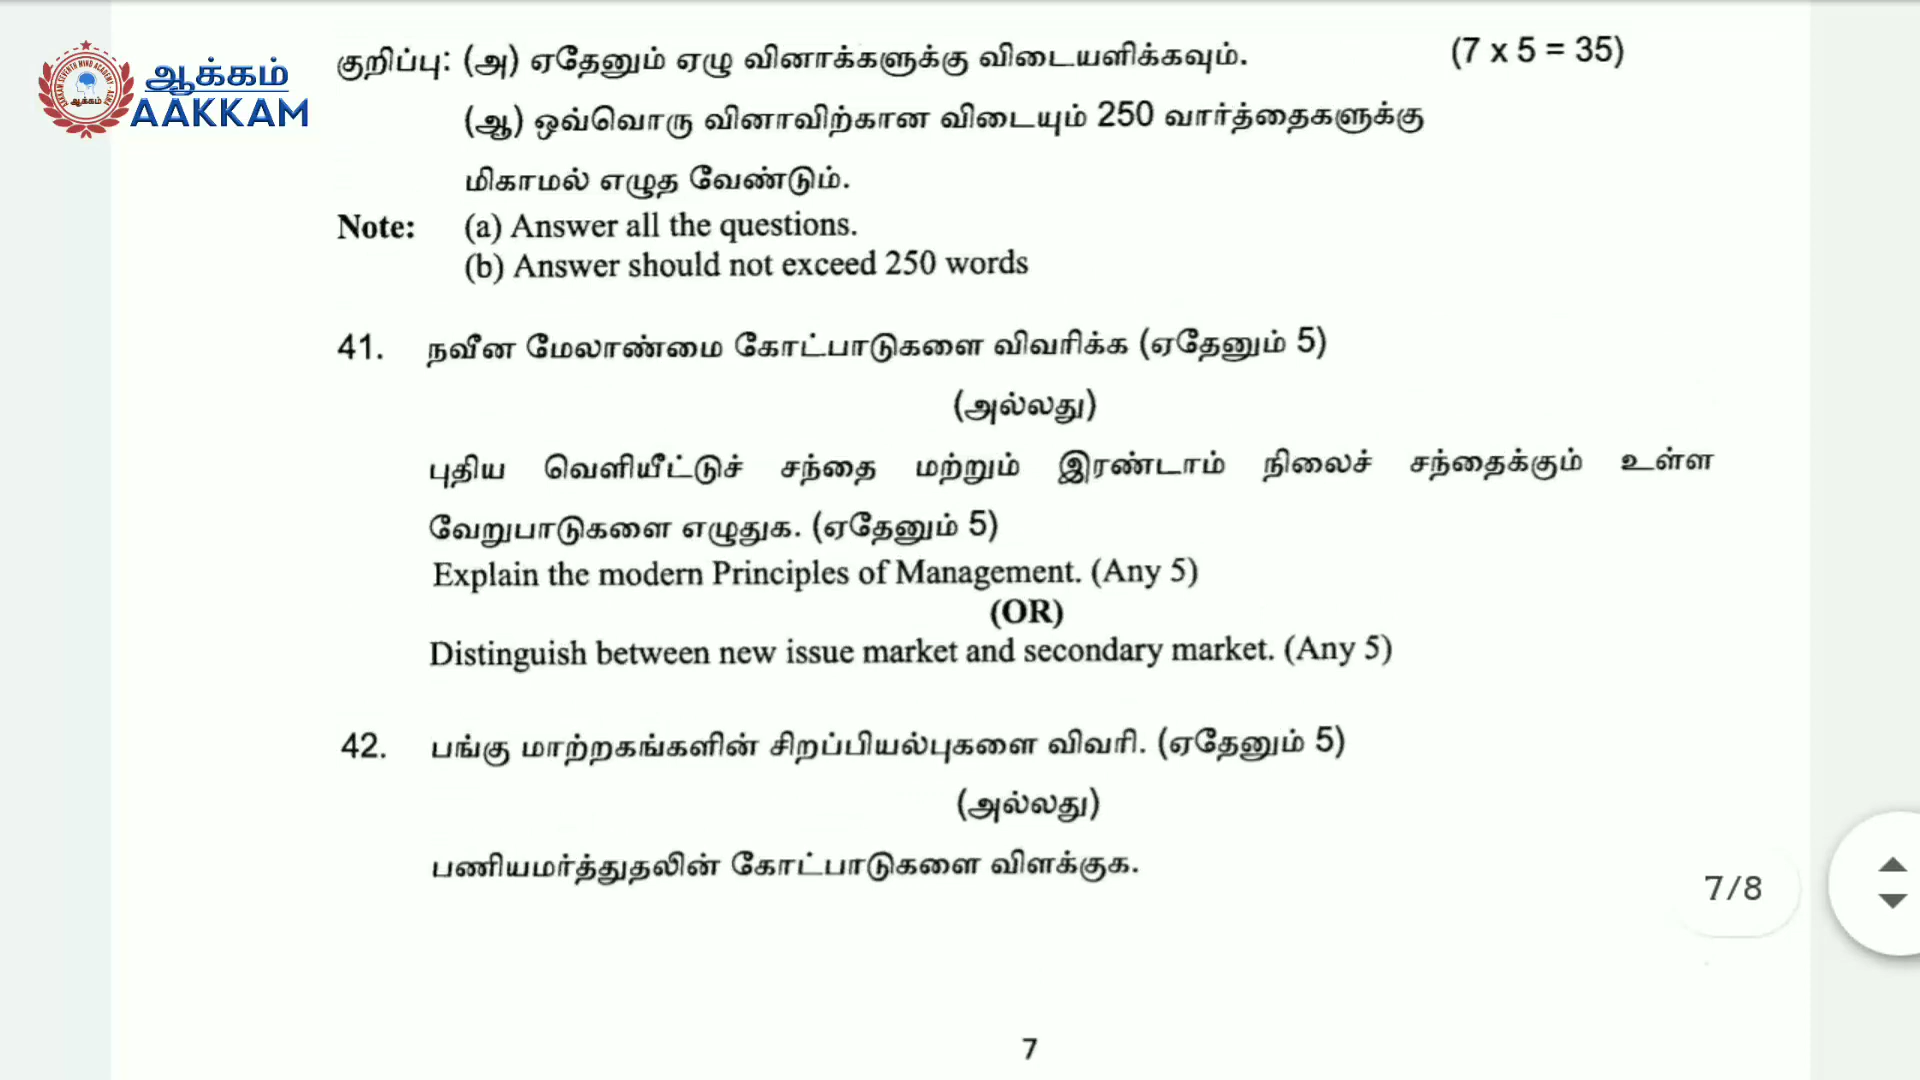 ஆக்கம்
AAKKAM
குறிப்பு: (அ) ஏதேனும் ஏழு வினாக்களுக்கு விடையளிக்கவும். (7 x 5 = 35)
(ஆ) ஒவ்வொரு வினாவிற்கான விடையும் 250 வார்த்தைகளுக்கு
மிகாமல் எழுத வேண்டும்.
Note: (a) Answer all the questions.
(b) Answer should not exceed 250 words
41. நவீன மேலாண்மை கோட்பாடுகளை விவரிக்க (ஏதேனும் 5)
(அல்லது)
புதிய வெளியீட்டுச் சந்தை மற்றும் இரண்டாம் நிலைச் சந்தைக்கும் உள்ள
வேறுபாடுகளை எழுதுக. (ஏதேனும் 5)
Explain the modern Principles of Management. (Any 5)
(OR)
Distinguish between new issue market and secondary market. (Any 5)
42. பங்கு மாற்றகங்களின் சிறப்பியல்புகளை விவரி. (ஏதேனும் 5)
(அல்லது)
பணியமர்த்துதலின் கோட்பாடுகளை விளக்குக.
7/8
7